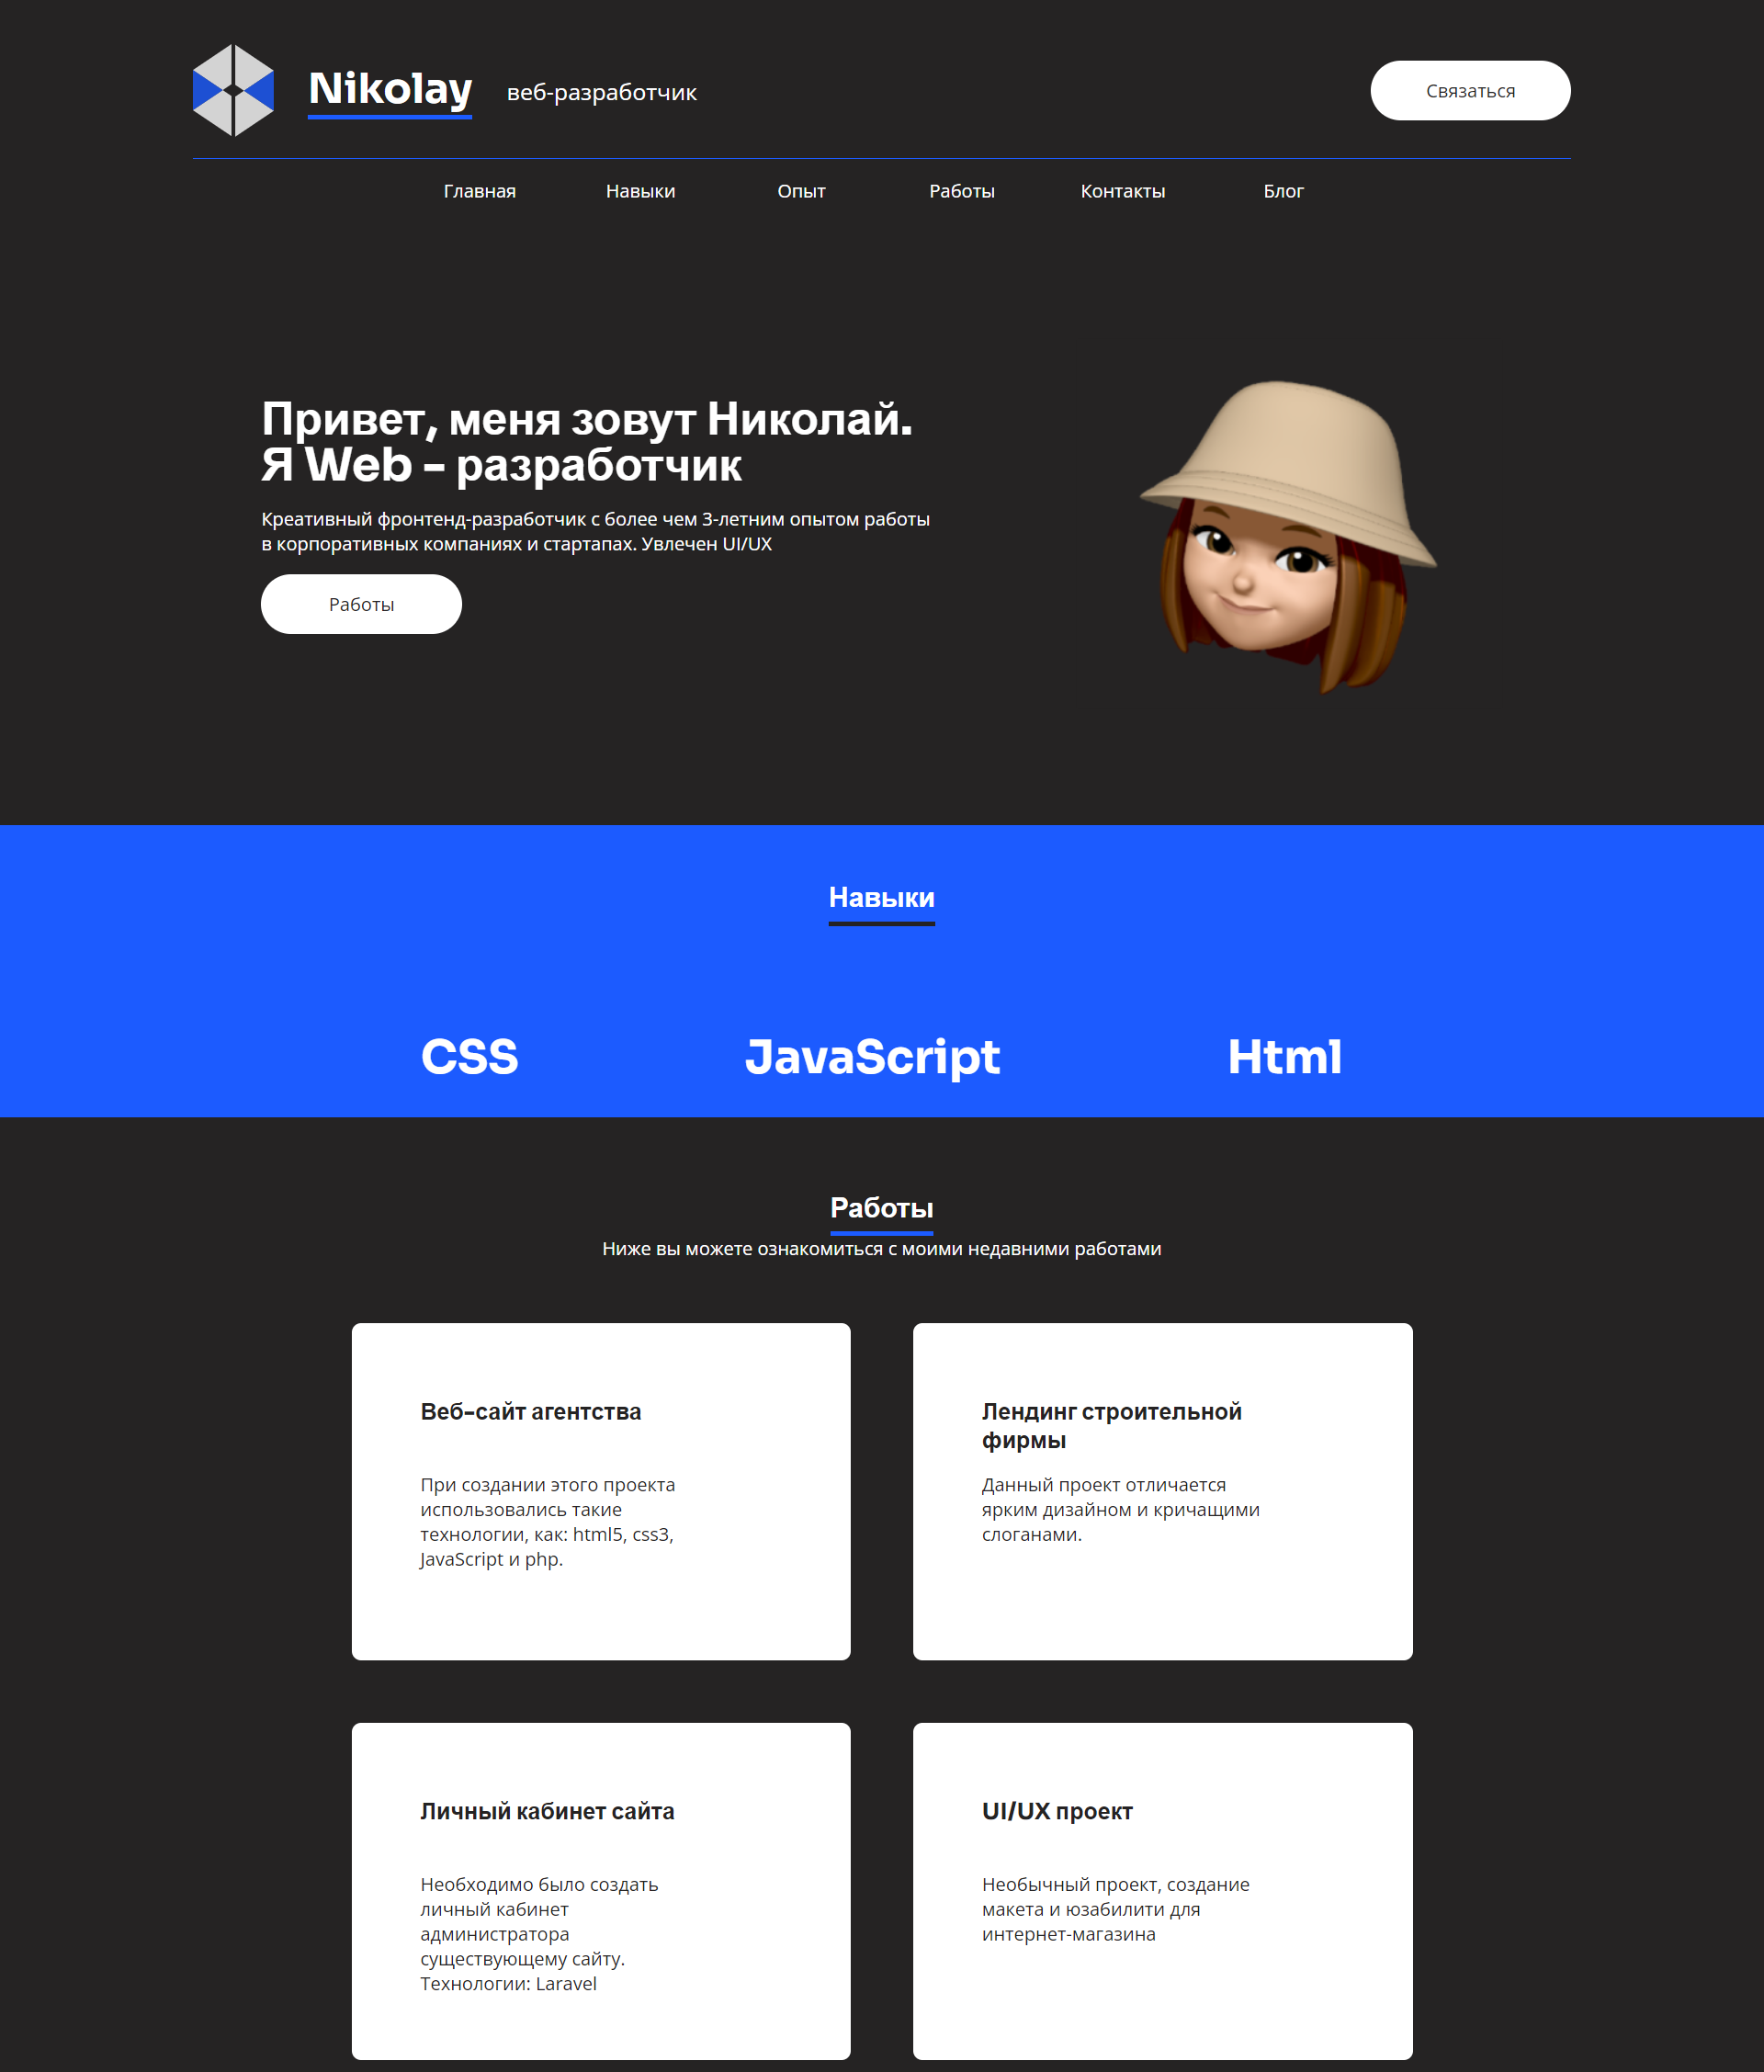 Nikolay
веб-разработчик
Связаться
Главная
Навыки
Опыт
Работы
Контакты
Блог
Привет, меня зовут Николай.
Я Web - разработчик
Креативный фронтенд-разработчик с более чем 3-летним опытом работы
в корпоративных компаниях и стартапах. Увлечен UI/UX
Работы
Навыки
CSS
JavaScript
Html
Работы
Ниже вы можете ознакомиться с моими недавними работами
Веб-сайт агентства
При создании этого проекта
использовались такие
технологии, как: html5, css3,
JavaScript и php.
Лендинг строительной
фирмы
Данный проект отличается
ярким дизайном и кричащими
слоганами.
Личный кабинет сайта
Необходимо было создать
личный кабинет
администратора
существующему сайту.
Технологии: Laravel
UI/UX проект
Необычный проект, создание
макета и юзабилити для
интернет-магазина